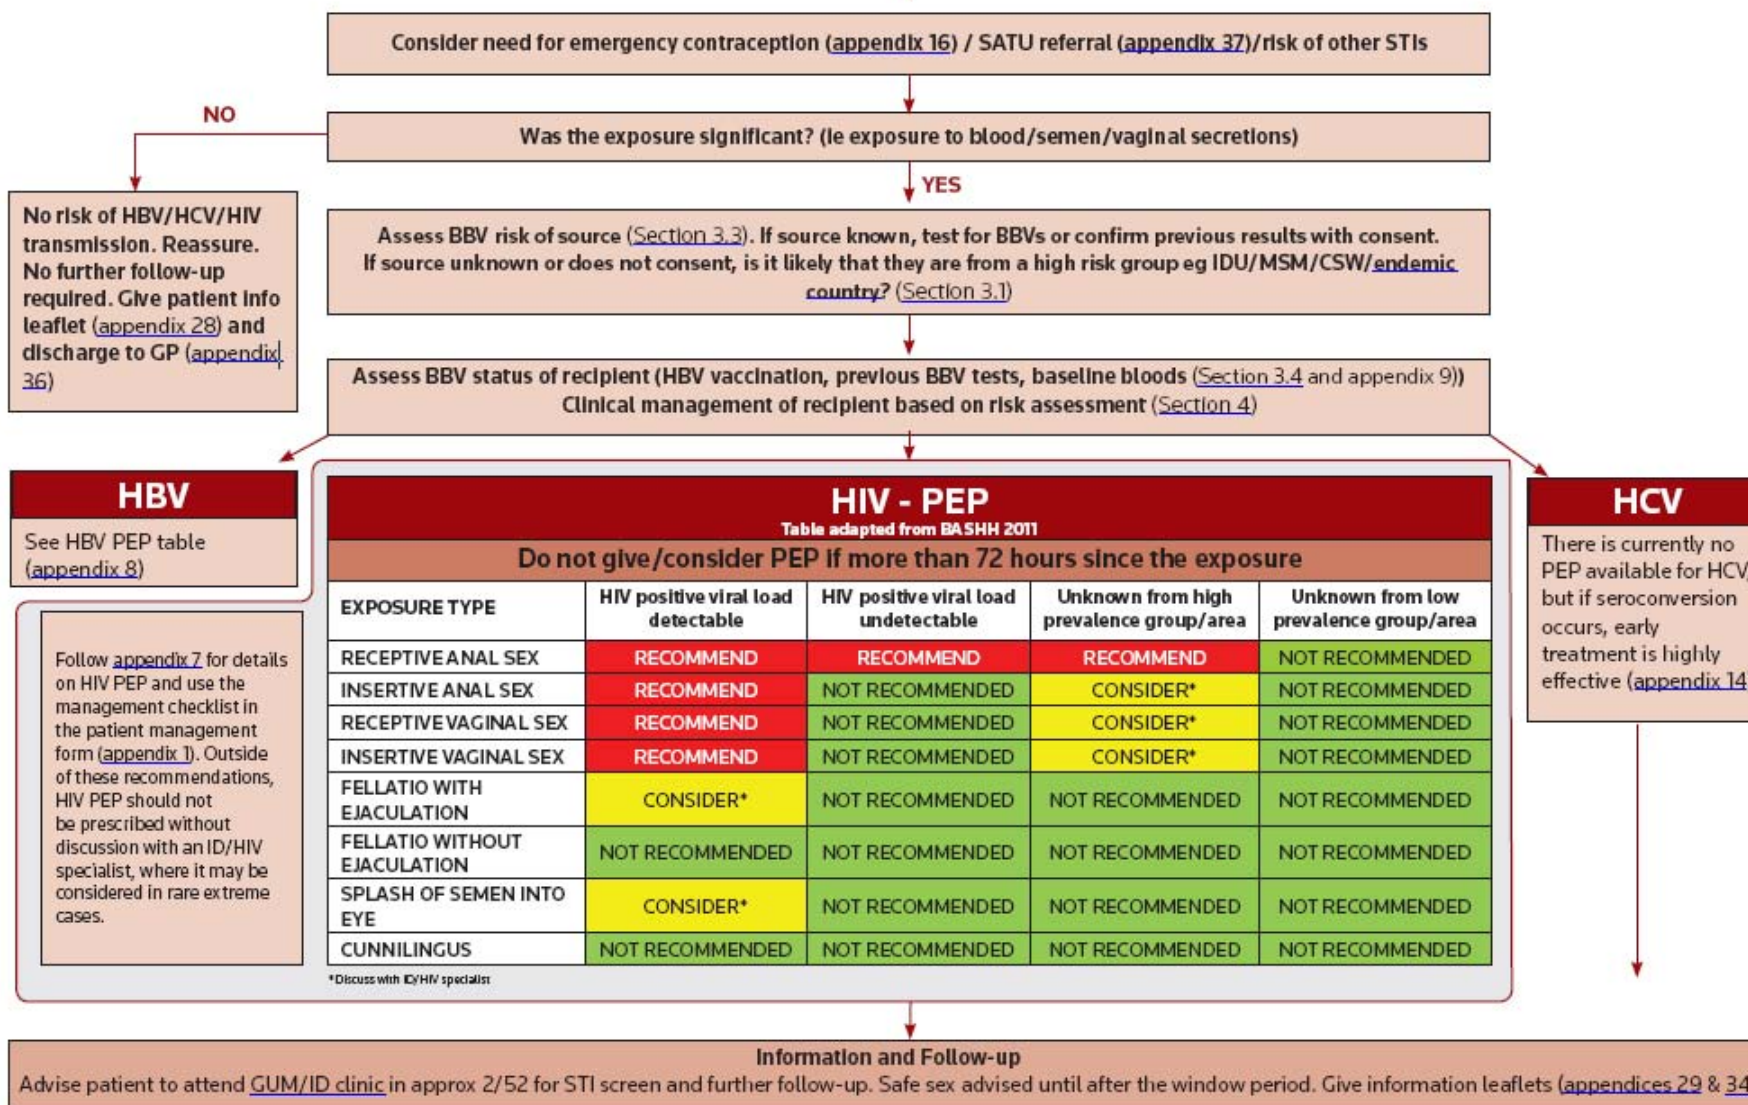 Consider need for emergency contraception (appendix 16) / SATU referral (appendix 37)/risk of other STIs
NO
Was the exposure significant? (ie exposure to blood/semen/vaginal secretions)
YES
No risk of HBV/HCV/HIV
transmission. Reassure.
No further follow-up
required. Give patient info
leaflet (appendix 28) and
discharge to GP (appendix
36)
Assess BBV risk of source (Section 3.3). If source known, test for BBVs or confirm previous results with consent.
If source unknown or does not consent, is it likely that they are from a high risk group eg IDU/MSM/CSW/endemic
country? (Section 3.1)
Assess BBV status of recipient (HBV vaccination, previous BBV tests, baseline bloods (Section 3.4 and appendix 9))
Clinical management of recipient based on risk assessment (Section 4)
HBV
See HBV PEP table
(appendix 8)
Follow appendix 7 for details
on HIV PEP and use the
management checklist in
the patient management
form (appendix 1). Outside
of these recommendations,
HIV PEP should not
be prescribed without
discussion with an ID/HIV
specialist, where it may be
considered in rare extreme
cases.
HIV - PEP
Table adapted from BASHH 2011
Do not give/consider PEP if more than 72 hours since the exposure
EXPOSURE TYPE
HIV positive viral load
detectable
HIV positive viral load
undetectable
Unknown from high
prevalence group/area
Unknown from low
prevalence group/area
RECEPTIVE ANAL SEX RECOMMEND RECOMMEND RECOMMEND NOT RECOMMENDED
INSERTIVE ANAL SEX RECOMMEND NOT RECOMMENDED CONSIDER* NOT RECOMMENDED
RECEPTIVE VAGINAL SEX RECOMMEND NOT RECOMMENDED CONSIDER* NOT RECOMMENDED
INSERTIVE VAGINAL SEX RECOMMEND NOT RECOMMENDED CONSIDER* NOT RECOMMENDED
FELLATIO WITH
EJACULATION
CONSIDER* NOT RECOMMENDED NOT RECOMMENDED NOT RECOMMENDED
FELLATIO WITHOUT
EJACULATION
NOT RECOMMENDED NOT RECOMMENDED NOT RECOMMENDED NOT RECOMMENDED
SPLASH OF SEMEN INTO
EYE
CONSIDER* NOT RECOMMENDED NOT RECOMMENDED NOT RECOMMENDED
CUNNILINGUS NOT RECOMMENDED NOT RECOMMENDED NOT RECOMMENDED NOT RECOMMENDED
*Discuss with ID/HIV specialist
HCV
There is currently no
PEP available for HCV,
but if seroconversion
occurs, early
treatment is highly
effective (appendix 14)
Information and Follow-up
Advise patient to attend GUM/ID clinic in approx 2/52 for STI screen and further follow-up. Safe sex advised until after the window period. Give information leaflets (appendices 29 & 34